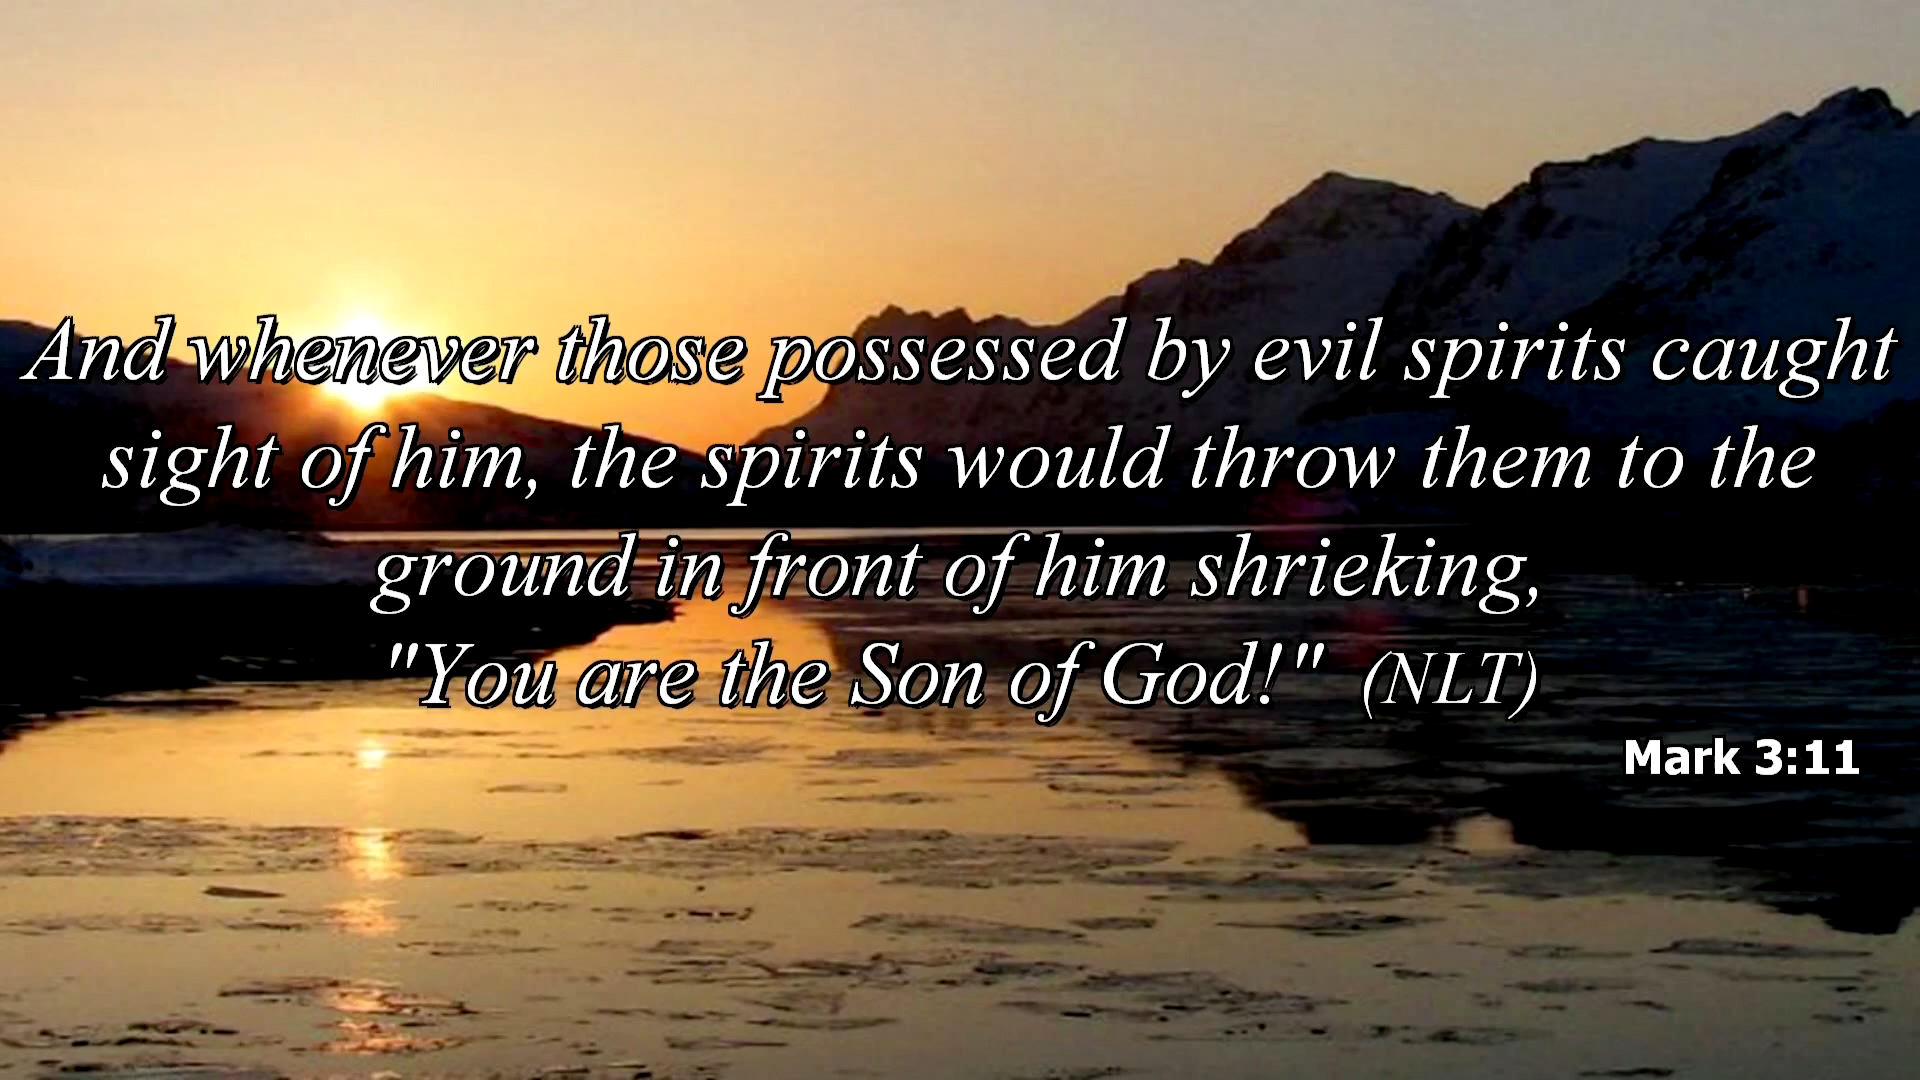 And whenever those possessed by evil spirits caught
sight of him, the spirits would throw them to the
ground in front of him shrieking,
"You are the Son of God!" (NLT)
Mark 3:11